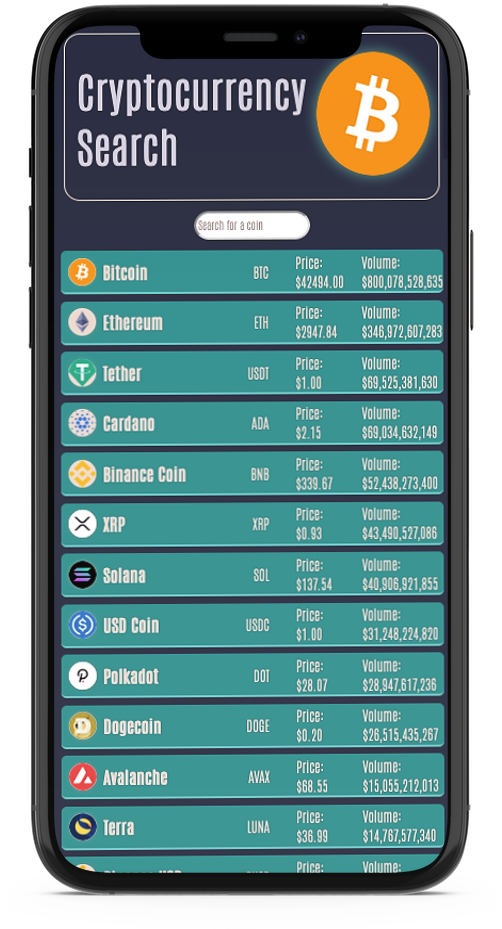 Cryptocurrency
Search
Search for a coin
Bitcoin BTC Price: Volume:
$42494.00 $800,078,528,635
Ethereum ETH Price: Volume:
$2947.84 $346,972,607,283
Tether USDT Price: Volume:
$1.00 $69,525,381,630
Cardano ADA Price: Volume:
$2.15 $69,034,632,149
Binance Coin BNB Price: Volume:
$339.67 $52,438,273,400
XRP XRP Price: Volume:
$0.93 $43,490,527,086
Solana SOL Price: Volume:
$137.54 $40,906,921,855
USD Coin USDC Price: Volume:
$1.00 $31,248,224,820
Polkadot DOT Price: Volume:
$28.07 $28,947,617,236
Dogecoin DOGE Price: Volume:
$0.20 $26,515,435,267
Avalanche AVAX Price: Volume:
$68.55 $15,055,212,013
Terra LUNA Price: Volume:
$36.99 $14,767,577,340
Price: Volume: